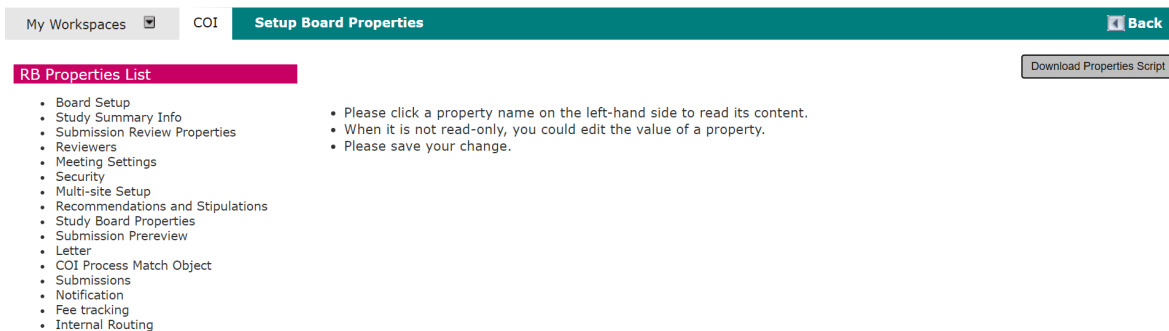 My Workspaces COI Setup Board Properties Back
Download Properties Script
RB Properties List
Board Setup
Study Summary Info
Submission Review Properties
Reviewers
Meeting Settings
Security
Multi-site Setup
Recommendations and Stipulations
Study Board Properties
Submission Prereview
Letter
COI Process Match Object
Submissions
Notification
Fee tracking
Internal Routing
Please click a property name on the left-hand side to read its content.
When it is not read-only, you could edit the value of a property.
Please save your change.